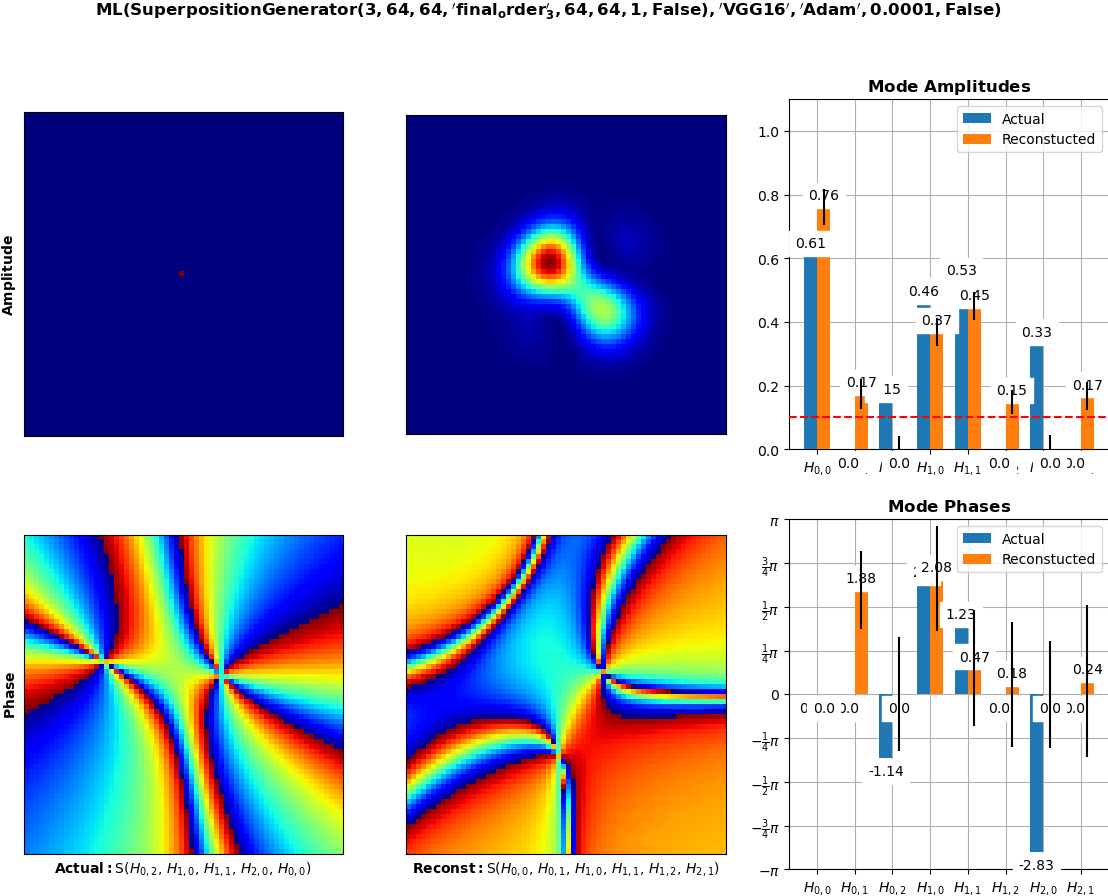 ML(SuperpositionGenerator(3, 64, 64, ′final_order′_3, 64, 64, 1, False), ′VGG16′, ′Adam′, 0.0001, False)
Mode Amplitudes
Amplitude
Actual
Reconstucted
1.0
0.8
0.6
0.4
0.2
0.0
0.61
0.76
0.17
15
0.46
0.37
0.53
0.45
0.15
0.33
0.17
0.0
0.0
0.0
0.0
H0,0
H1,0
H1,1
Mode Phases
Phase
Actual
Reconstucted
π
3/4π
1/2π
1/4π
0
−1/4π
−1/2π
−3/4π
−π
1.88
-1.14
2.08
1.23
0.47
0.18
-2.83
0.24
0.0
0.0
0.0
0.0
0.0
H0,0 H0,1 H0,2 H1,0 H1,1 H1,2 H2,0 H2,1
Actual: S(H0,2, H1,0, H1,1, H2,0, H0,0)
Reconst: S(H0,0, H0,1, H1,0, H1,1, H1,2, H2,1)